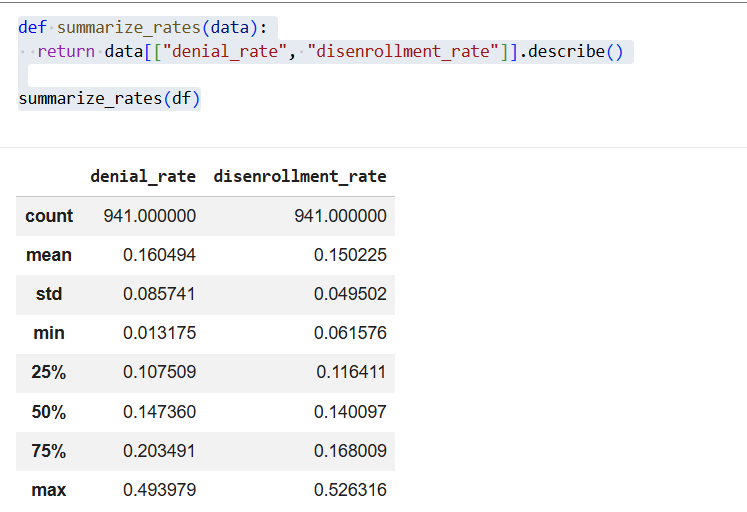 def summarize_rates(data):
  return data[["denial_rate", "disenrollment_rate"]].describe()
summarize_rates(df)
denial_rate disenrollment_rate
count 941.000000 941.000000
mean 0.160494 0.150225
std 0.085741 0.049502
min 0.013175 0.061576
25% 0.107509 0.116411
50% 0.147360 0.140097
75% 0.203491 0.168009
max 0.493979 0.526316